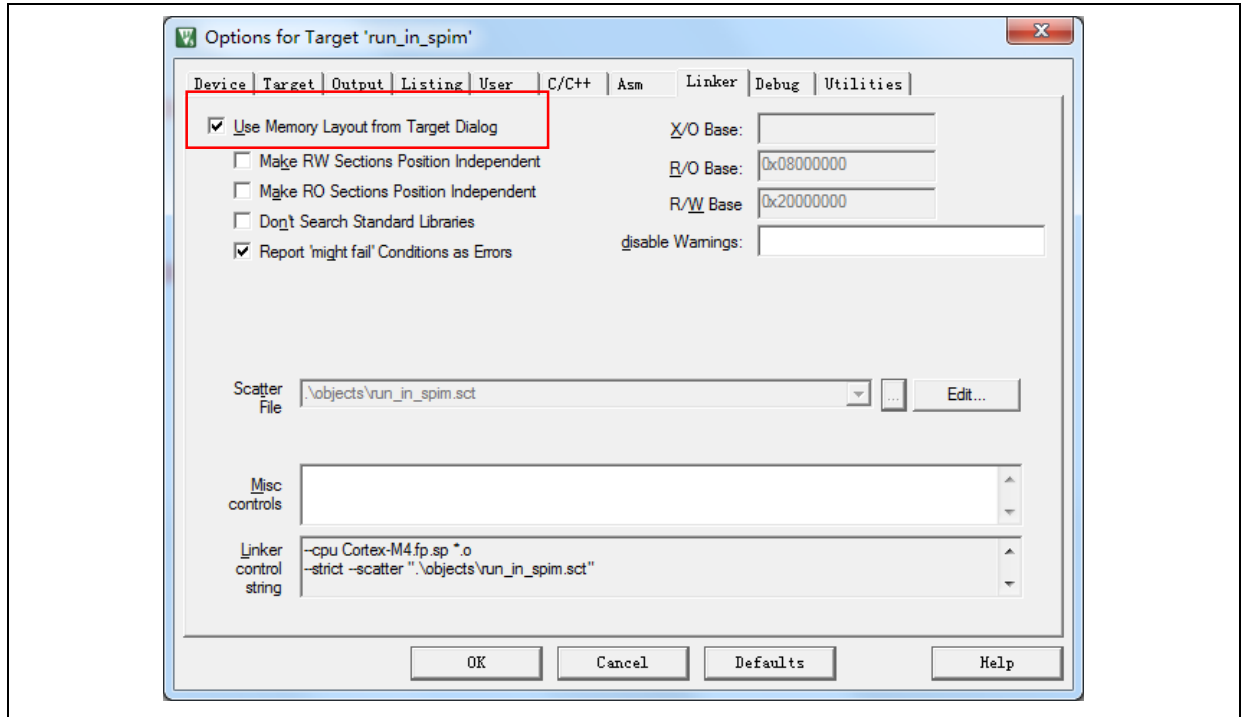 Options for Target 'run_in_spim'
Device Target Output Listing User C/C++ Asm Linker Debug Utilities
Use Memory Layout from Target Dialog
Make RW Sections Position Independent
Make RO Sections Position Independent
Don't Search Standard Libraries
Report 'might fail' Conditions as Errors
X/O Base:
R/O Base: 0x08000000
R/W Base 0x20000000
disable Warnings:
Scatter
File
.\objects\run_in_spim.sct
...
Edit...
Misc
controls
Linker
control
string
--cpu Cortex-M4.fp.sp *.o
--strict --scatter ".\objects\run_in_spim.sct"
OK Cancel Defaults Help